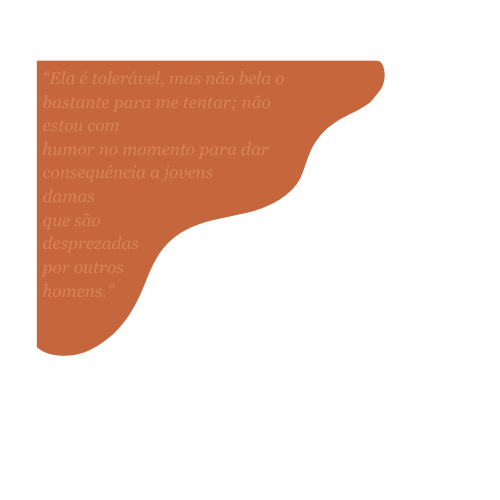 “Ela é tolerável, mas não bela o
bastante para me tentar; não
estou com
humor no momento para dar
consequência a jovens
damas
que são
desprezadas
por outros
homens.”